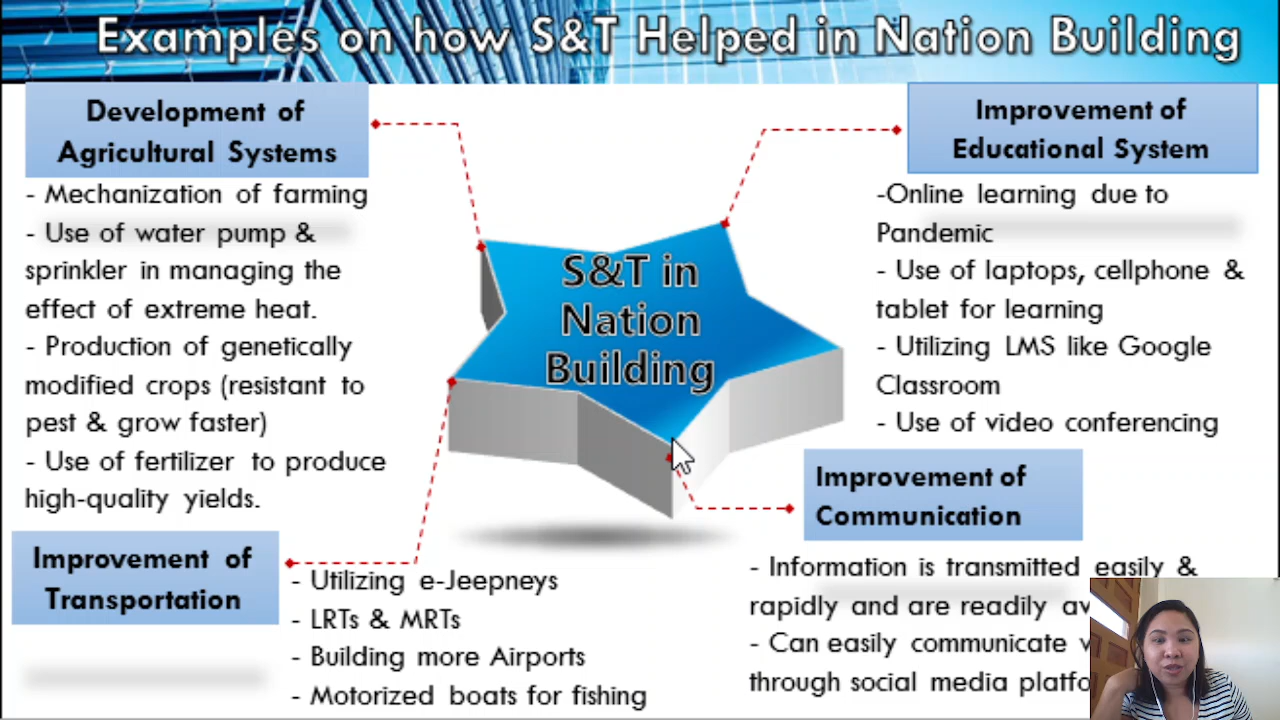 Examples on how S&T Helped in Nation Building
Development of
Agricultural Systems
- Mechanization of farming
- Use of water pump &
sprinkler in managing the
effect of extreme heat.
- Production of genetically
modified crops (resistant to
pest & grow faster)
- Use of fertilizer to produce
high-quality yields.
Improvement of
Transportation
- Utilizing e-Jeepneys
- LRTs & MRTs
- Building more Airports
- Motorized boats for fishing
S&T in
Nation
Building
Improvement of
Educational System
-Online learning due to
Pandemic
- Use of laptops, cellphone &
tablet for learning
- Utilizing LMS like Google
Classroom
- Use of video conferencing
Improvement of
Communication
- Information is transmitted easily &
rapidly and are readily
- Can easily communicate
through social media